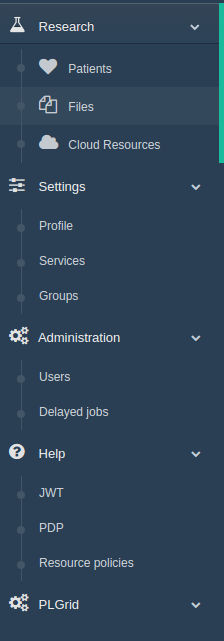 Research
Patients
Files
Cloud Resources
Settings
Profile
Services
Groups
Administration
Users
Delayed jobs
Help
JWT
PDP
Resource policies
PLGrid